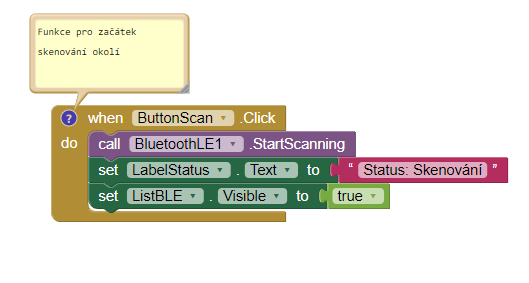 Funkce pro začátek
skenování okolí
? when ButtonScan .Click
do call BluetoothLE1 .StartScanning
set LabelStatus . Text to “ Status: Skenování ”
set ListBLE . Visible to true